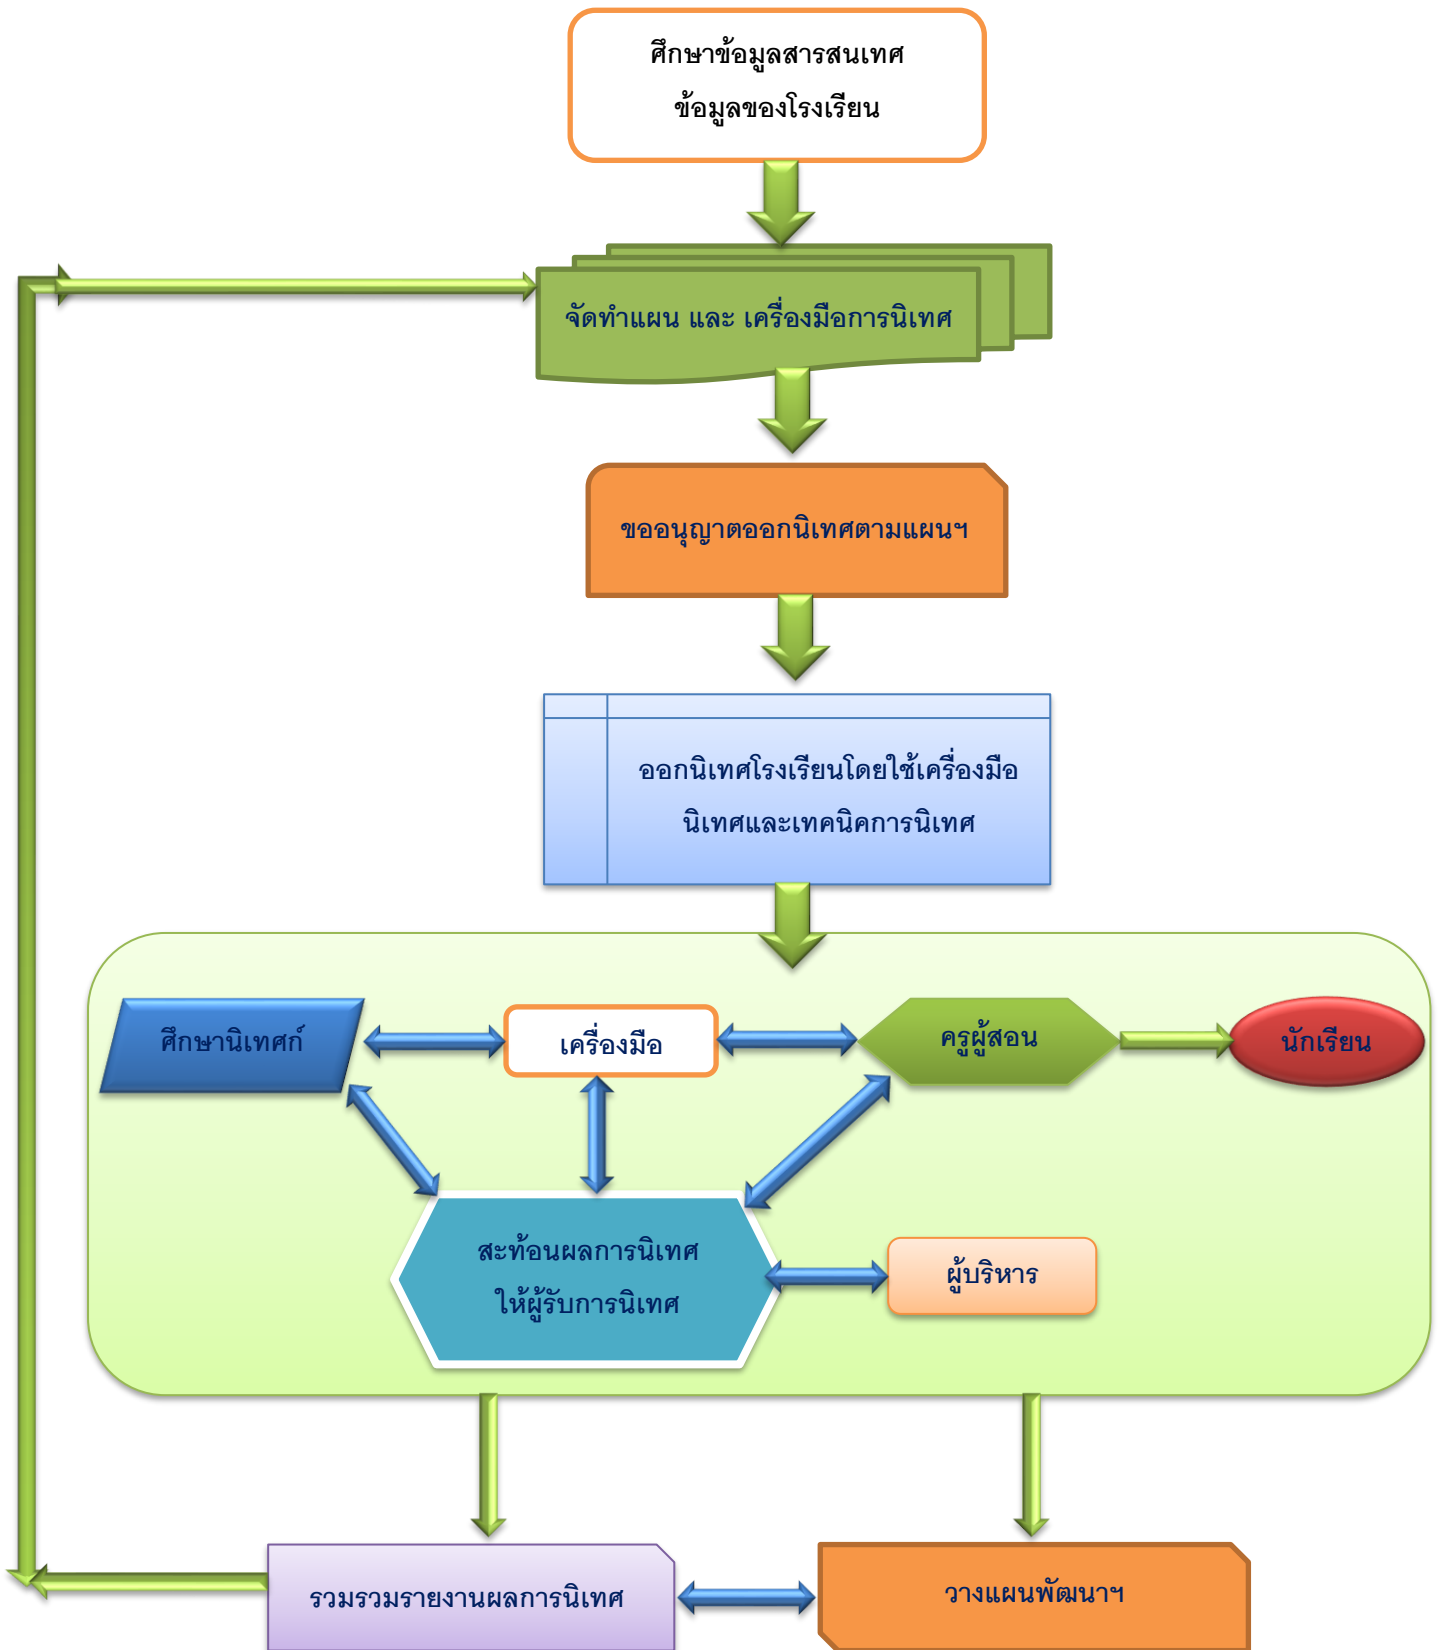 ศึกษาข้อมูลสารสนเทศ
ข้อมูลของโรงเรียน
จัดทำแผน และ เครื่องมือการนิเทศ
ขออนุญาตออกนิเทศตามแผนฯ
ออกนิเทศโรงเรียนโดยใช้เครื่องมือ
นิเทศและเทคนิคการนิเทศ
ศึกษานิเทศก์
เครื่องมือ
ครูผู้สอน
นักเรียน
สะท้อนผลการนิเทศ
ให้ผู้รับการนิเทศ
ผู้บริหาร
รวมรวมรายงานผลการนิเทศ
วางแผนพัฒนาฯ